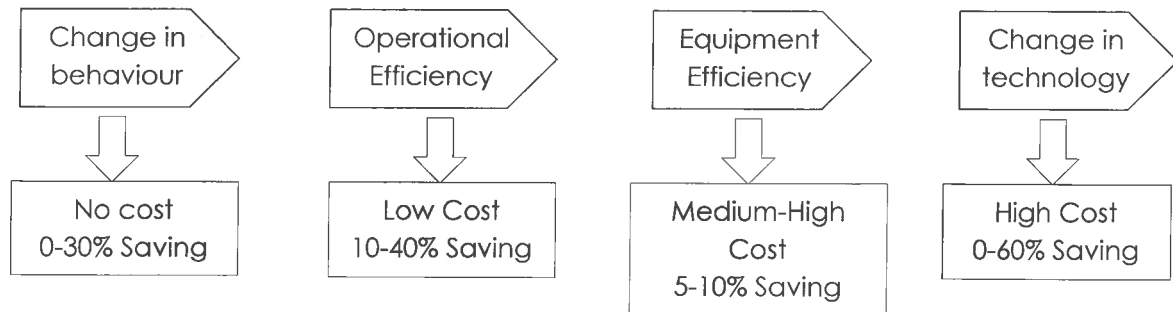 Change in
behaviour
Operational
Efficiency
Equipment
Efficiency
Change in
technology
No cost
0-30% Saving
Low Cost
10-40% Saving
Medium-High
Cost
5-10% Saving
High Cost
0-60% Saving